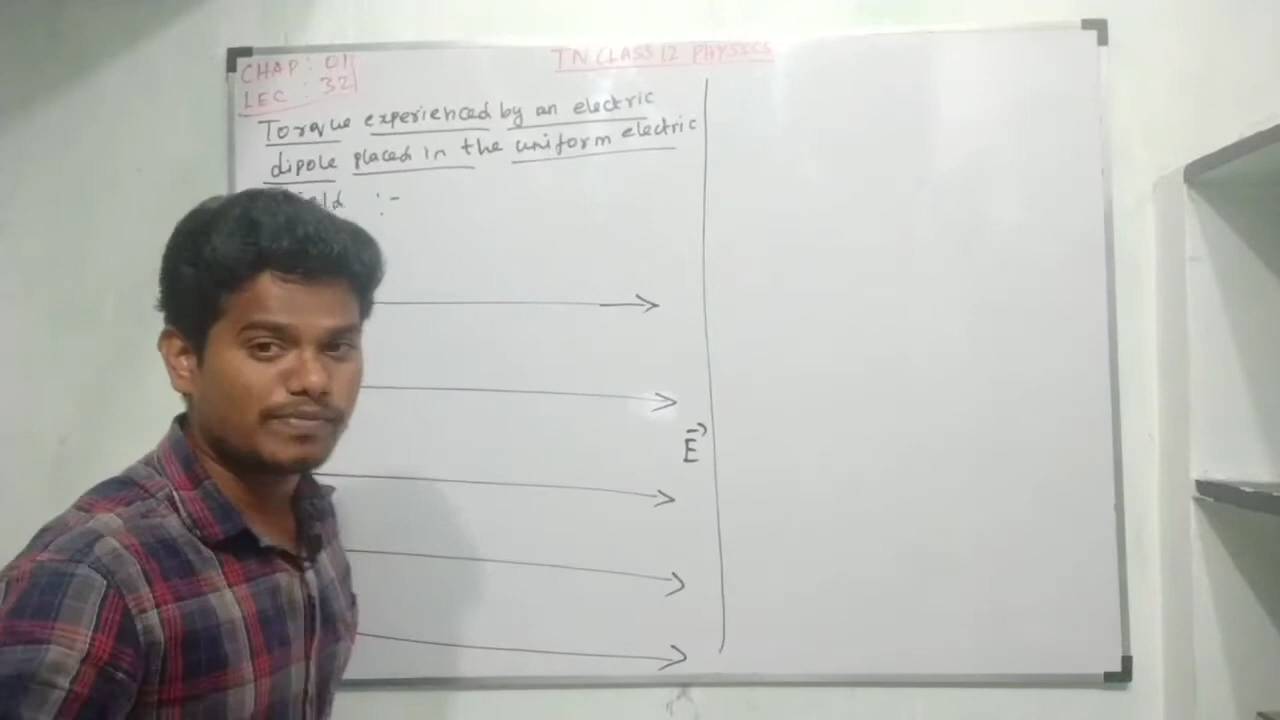 TN CLASS 12 PHYSICS
CHAP: 01
LEC : 32
Torque experienced by an electric
dipole placed in the uniform electric
:-
E